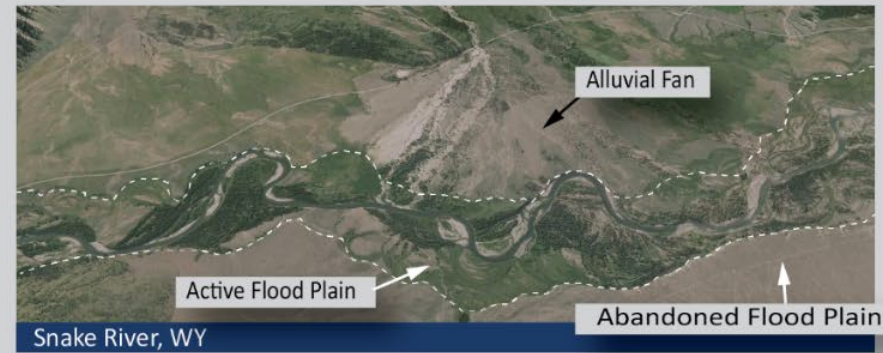 Alluvial Fan
Active Flood Plain
Abandoned Flood Plain
Snake River, WY